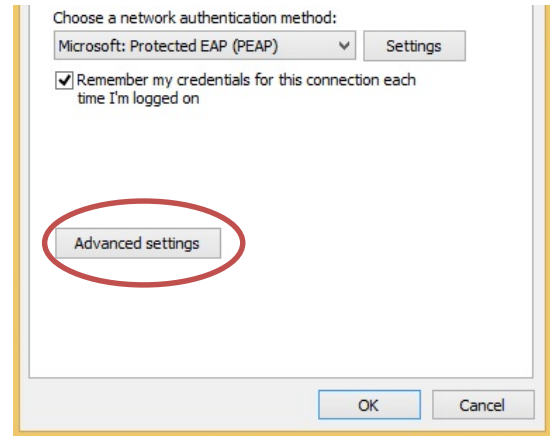 Choose a network authentication method:
Microsoft: Protected EAP (PEAP) Settings
Remember my credentials for this connection each
time I'm logged on
Advanced settings
OK Cancel